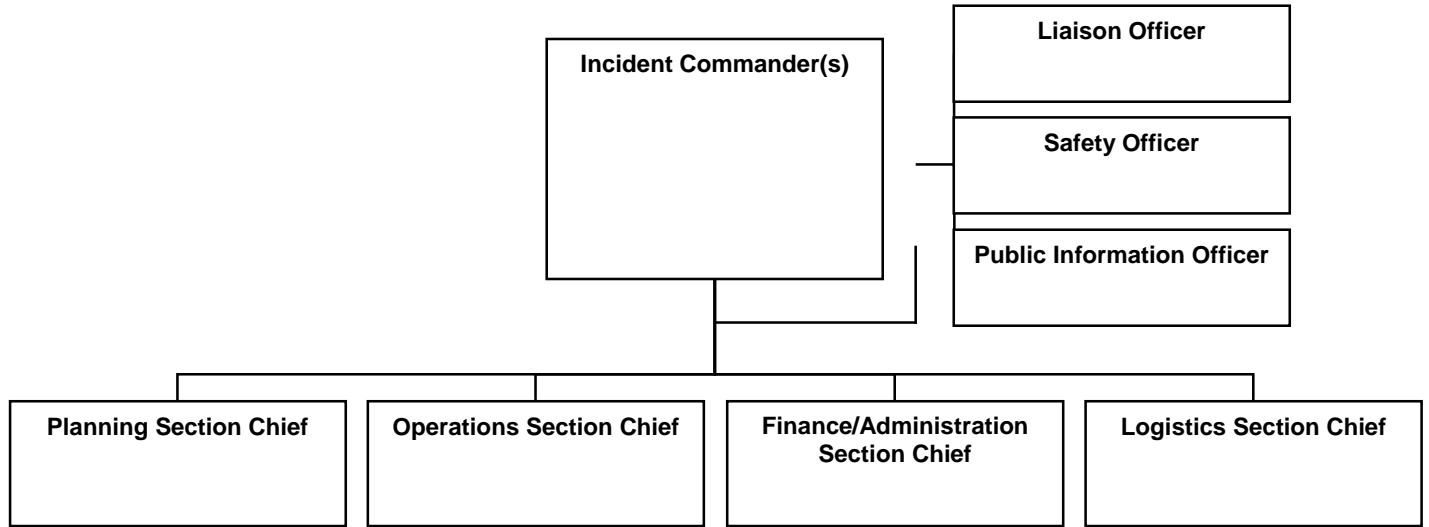 Liaison Officer
Incident Commander(s)
Safety Officer
Public Information Officer
Planning Section Chief
Operations Section Chief
Finance/Administration
Section Chief
Logistics Section Chief